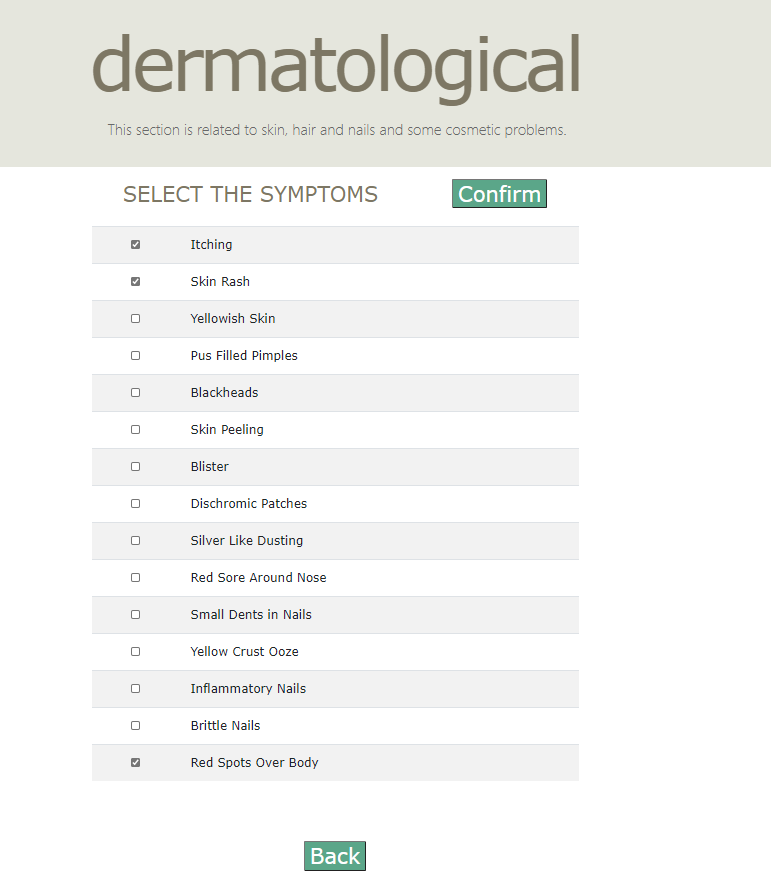 dermatological
This section is related to skin, hair and nails and some cosmetic problems.
SELECT THE SYMPTOMS Confirm
Itching
Skin Rash
Yellowish Skin
Pus Filled Pimples
Blackheads
Skin Peeling
Blister
Dischromic Patches
Silver Like Dusting
Red Sore Around Nose
Small Dents in Nails
Yellow Crust Ooze
Inflammatory Nails
Brittle Nails
Red Spots Over Body
Back